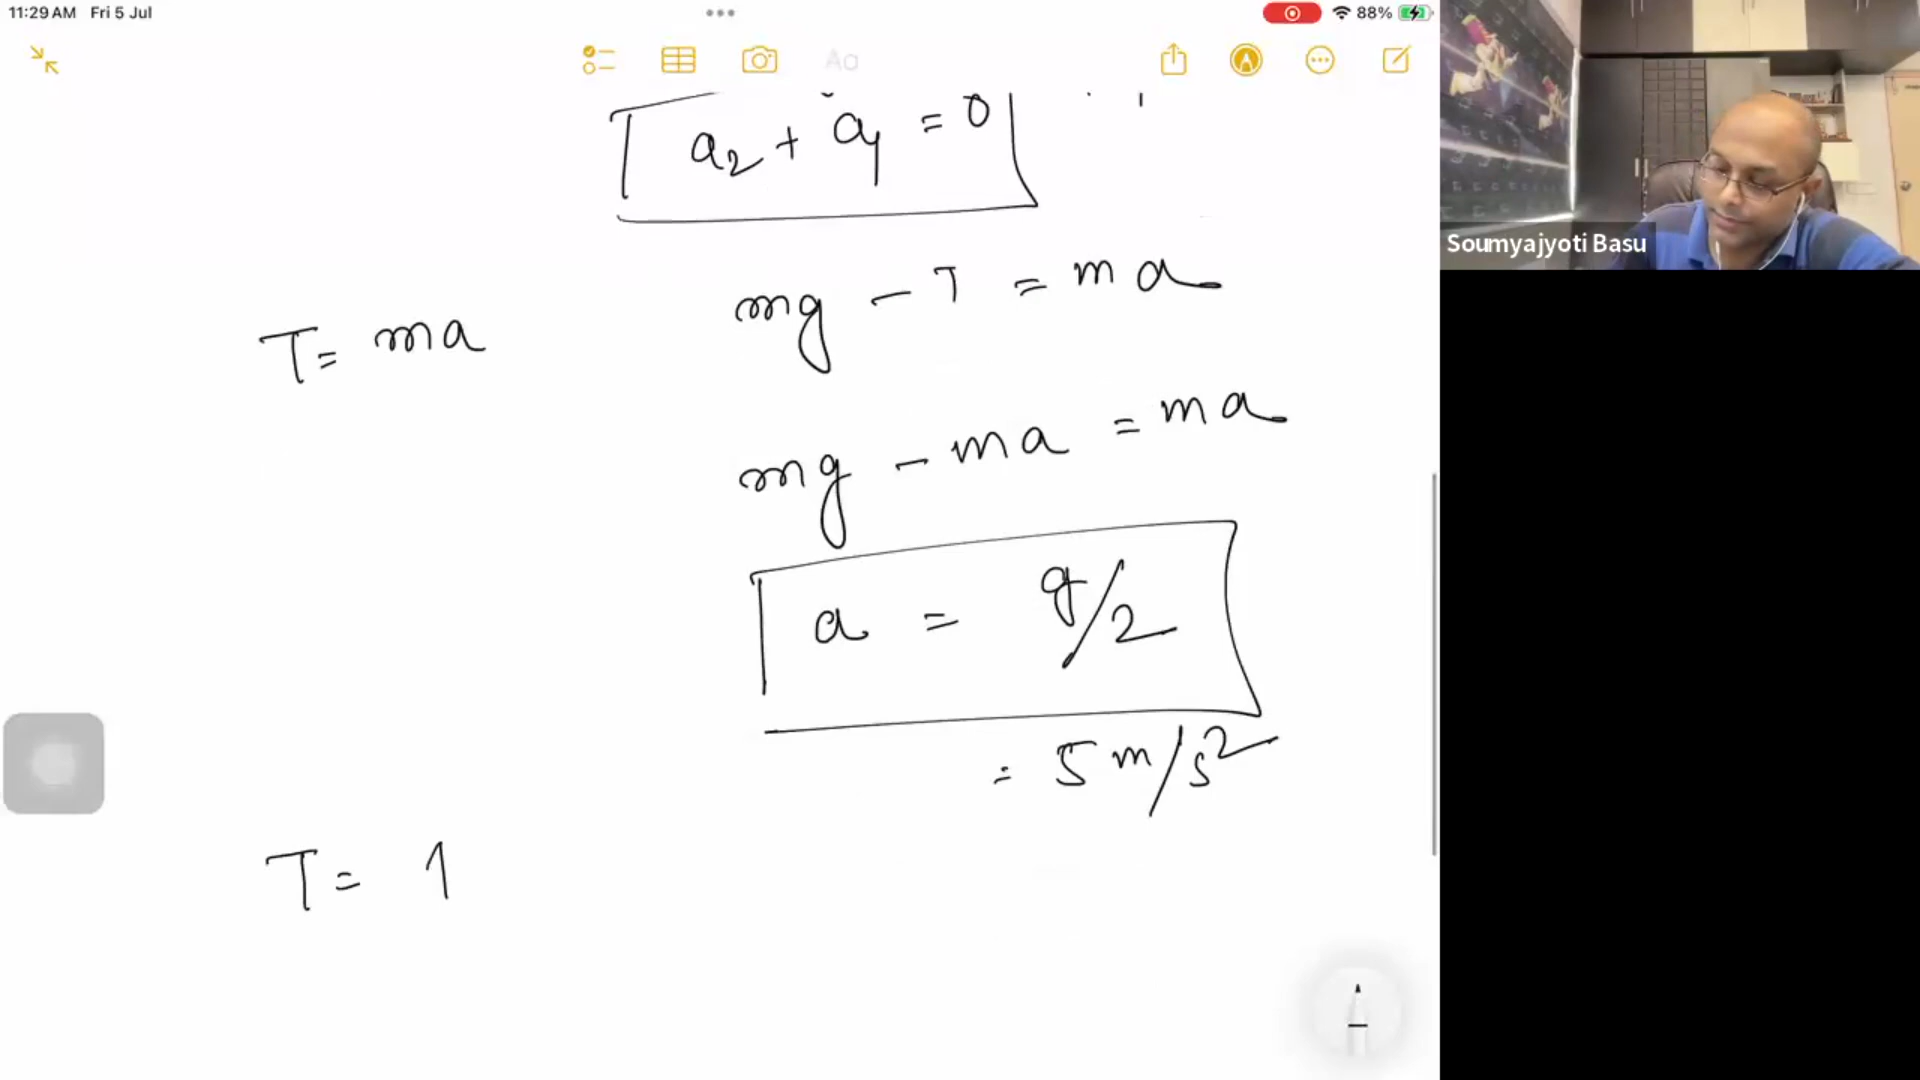 11:29 AM Fri 5 Jul
88%
Aa
a₂ + a₁ = 0
mg - T = ma
T = ma
mg - ma = ma
a = g/2
= 5 m/s²
T = 1
Soumyajyoti Basu